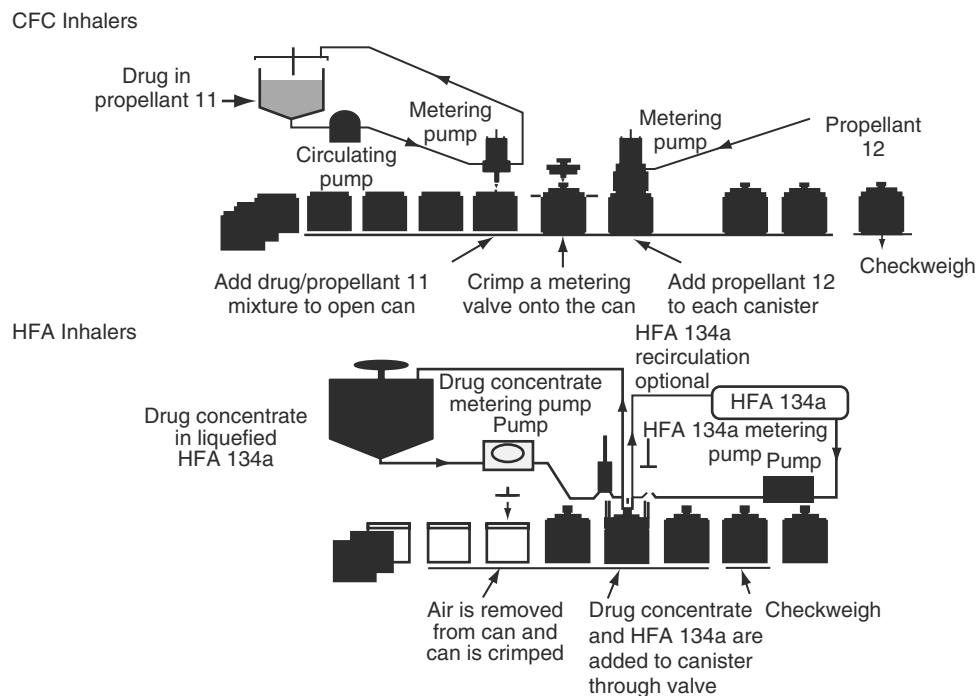 CFC Inhalers
Drug in
propellant 11
Circulating
pump
Metering
pump
Metering
pump
Propellant
12
Add drug/propellant 11
mixture to open can
Crimp a metering
valve onto the can
Add propellant 12
to each canister
Checkweigh
HFA Inhalers
Drug concentrate
in liquefied
HFA 134a
Drug concentrate
metering pump
Pump
HFA 134a
recirculation
optional
HFA 134a
HFA 134a metering
pump
Pump
Air is removed
from can and
can is crimped
Drug concentrate
and HFA 134a are
added to canister
through valve
Checkweigh